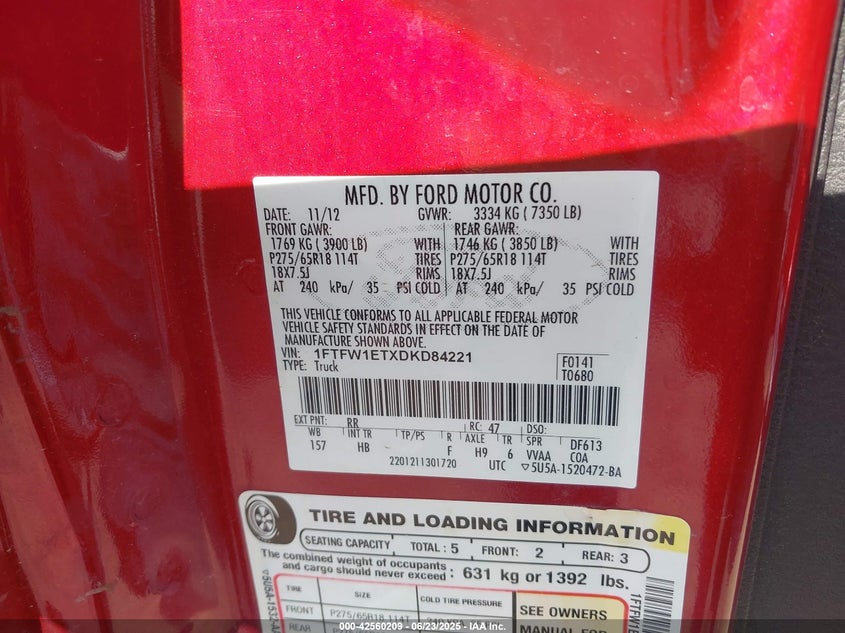 MFD. BY FORD MOTOR CO.
DATE: 11/12 GVWR: 3334 KG ( 7350 LB)
FRONT GAWR: REAR GAWR:
1769 KG ( 3900 LB) WITH 1746 KG ( 3850 LB) WITH
P275/65R18 114T TIRES P275/65R18 114T TIRES
18X7.5J RIMS 18X7.5J RIMS
AT 240 kPa/ 35 PSI COLD AT 240 kPa/ 35 PSI COLD
THIS VEHICLE CONFORMS TO ALL APPLICABLE FEDERAL MOTOR
VEHICLE SAFETY STANDARDS IN EFFECT ON THE DATE OF
MANUFACTURE SHOWN ABOVE.
VIN: 1FTFW1ETXDKD84221 F0141
TYPE: Truck T0680
EXT PNT: RR RC: 47 DSO:
WB INT TR TP/PS R AXLE TR SPR DF613
157 HB F H9 6 VVAA COA
2201211301720 UTC ▽5U5A-1520472-BA
TIRE AND LOADING INFORMATION
SEATING CAPACITY TOTAL : 5 FRONT: 2 REAR: 3
The combined weight of occupants
and cargo should never exceed : 631 kg or 1392 lbs.
TIRE SIZE COLD TIRE PRESSURE SEE OWNERS
FRONT P275/65R18 114T
MANUAL FOR
REAR
000-42560209 - 06/23/2025 - IAA Inc.